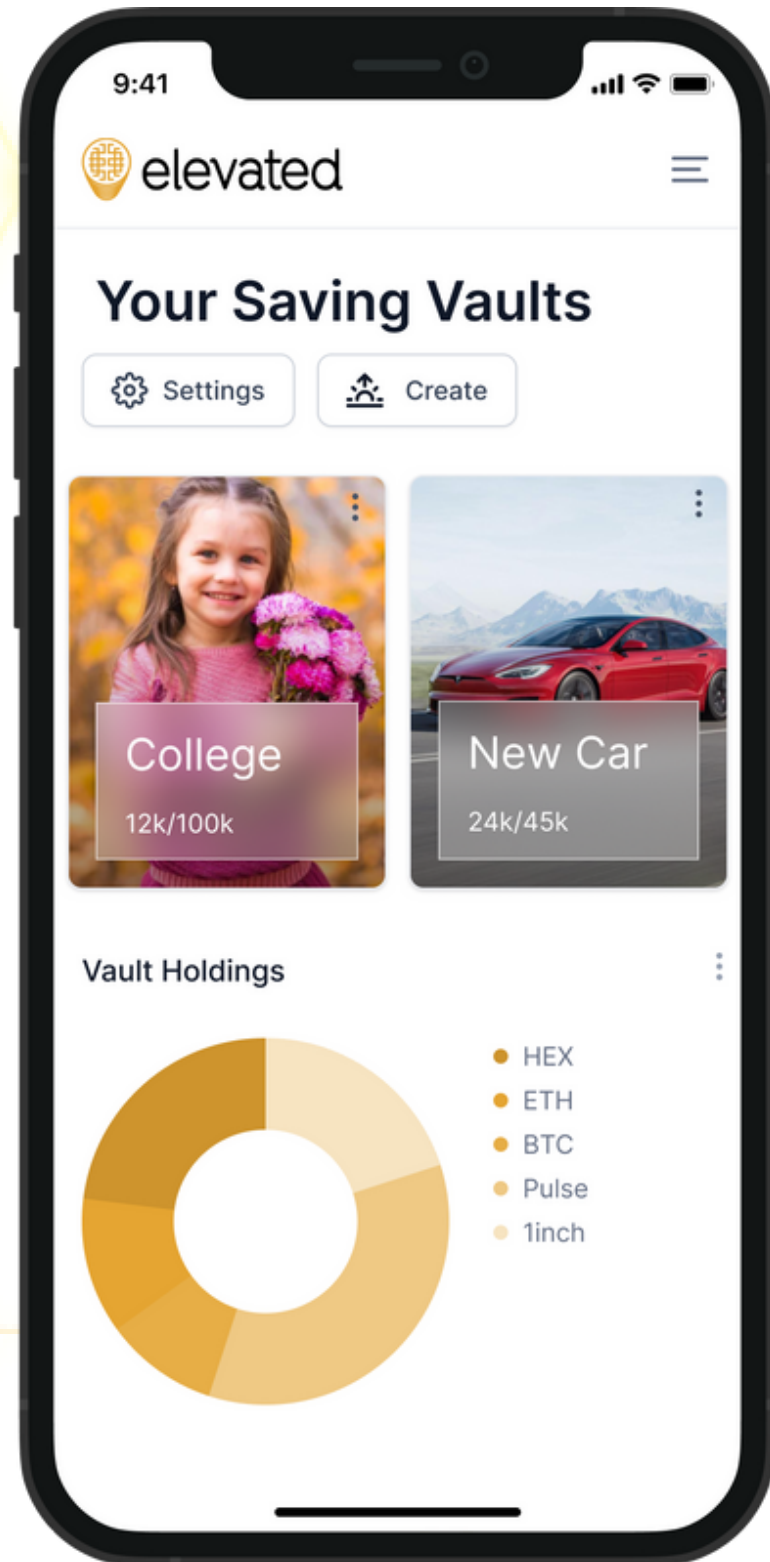 9:41
elevated
Your Saving Vaults
Settings
Create
College
12k/100k
New Car
24k/45k
Vault Holdings
HEX
ETH
BTC
Pulse
1inch